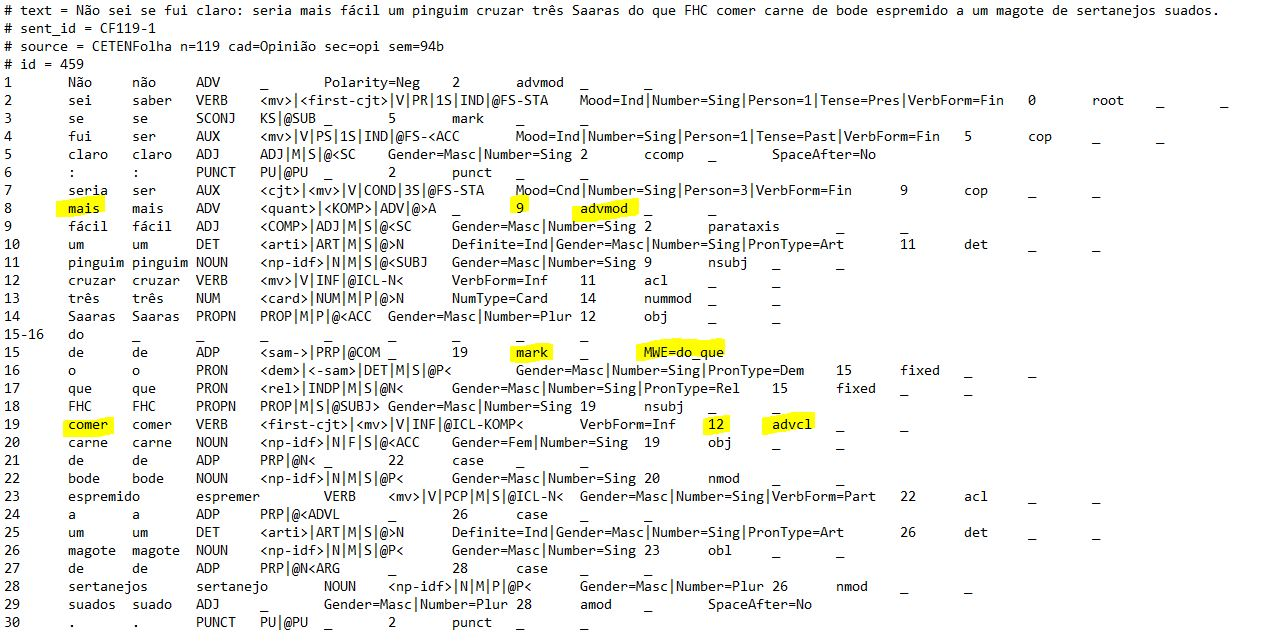 # text = Não sei se fui claro: seria mais fácil um pinguim cruzar três Saaras do que FHC comer carne de bode espremido a um magote de sertanejos suados.
# sent_id = CF119-1
# source = CETENFolha n=119 cad=Opinião sec=opi sem=94b
# id = 459
1 Não não ADV _ Polarity=Neg 2 advmod _ _
2 sei saber VERB <mv>|<first-cjt>|V|PR|1S|IND|@FS-STA Mood=Ind|Number=Sing|Person=1|Tense=Pres|VerbForm=Fin 0 root _ _
3 se se SCONJ KS|@SUB _ 5 mark _ _
4 fui ser AUX <mv>|V|PS|1S|IND|@FS-<ACC Mood=Ind|Number=Sing|Person=1|Tense=Past|VerbForm=Fin 5 cop _ _
5 claro claro ADJ ADJ|M|S|@<SC Gender=Masc|Number=Sing 2 ccomp _ SpaceAfter=No
6 : : PUNCT PU|@PU _ 2 punct _ _
7 seria ser AUX <cjt>|<mv>|V|COND|3S|@FS-STA Mood=Cnd|Number=Sing|Person=3|VerbForm=Fin 9 cop _ _
8 mais mais ADV <quant>|<KOMP>|ADV|@>A _ 9 advmod _ _
9 fácil fácil ADJ <COMP>|ADJ|M|S|@<SC Gender=Masc|Number=Sing 2 parataxis _ _
10 um um DET <arti>|ART|M|S|@>N Definite=Ind|Gender=Masc|Number=Sing|PronType=Art 11 det _ _
11 pinguim pinguim NOUN <np-idf>|N|M|S|@<SUBJ Gender=Masc|Number=Sing 9 nsubj _ _
12 cruzar cruzar VERB <mv>|V|INF|@ICL-N< VerbForm=Inf 11 acl _ _
13 três três NUM <card>|NUM|M|P|@>N NumType=Card 14 nummod _ _
14 Saaras Saaras PROPN PROP|M|P|@<ACC Gender=Masc|Number=Plur 12 obj _ _
15-16 do _ _ _ _ _ _ _ _
15 de de ADP <sam->|PRP|@COM _ 19 mark _ MWE=do_que
16 o o PRON <dem>|<-sam>|DET|M|S|@P< Gender=Masc|Number=Sing|PronType=Dem 15 fixed _ _
17 que que PRON <rel>|INDP|M|S|@N< Gender=Masc|Number=Sing|PronType=Rel 15 fixed _ _
18 FHC FHC PROPN PROP|M|S|@SUBJ> Gender=Masc|Number=Sing 19 nsubj _ _
19 comer comer VERB <first-cjt>|<mv>|V|INF|@ICL-KOMP< VerbForm=Inf 12 advcl _ _
20 carne carne NOUN <np-idf>|N|F|S|@<ACC Gender=Fem|Number=Sing 19 obj _ _
21 de de ADP PRP|@N< _ 22 case _ _
22 bode bode NOUN <np-idf>|N|M|S|@P< Gender=Masc|Number=Sing 20 nmod _ _
23 espremido espremer VERB <mv>|V|PCP|M|S|@ICL-N< Gender=Masc|Number=Sing|VerbForm=Part 22 acl _ _
24 a a ADP PRP|@<ADVL _ 26 case _ _
25 um um DET <arti>|ART|M|S|@>N Definite=Ind|Gender=Masc|Number=Sing|PronType=Art 26 det _ _
26 magote magote NOUN <np-idf>|N|M|S|@P< Gender=Masc|Number=Sing 23 obl _ _
27 de de ADP PRP|@N<ARG _ 28 case _ _
28 sertanejos sertanejo NOUN <np-idf>|N|M|P|@P< Gender=Masc|Number=Plur 26 nmod _ _
29 suados suado ADJ _ Gender=Masc|Number=Plur 28 amod _ SpaceAfter=No
30 . . PUNCT PU|@PU _ 2 punct _ _